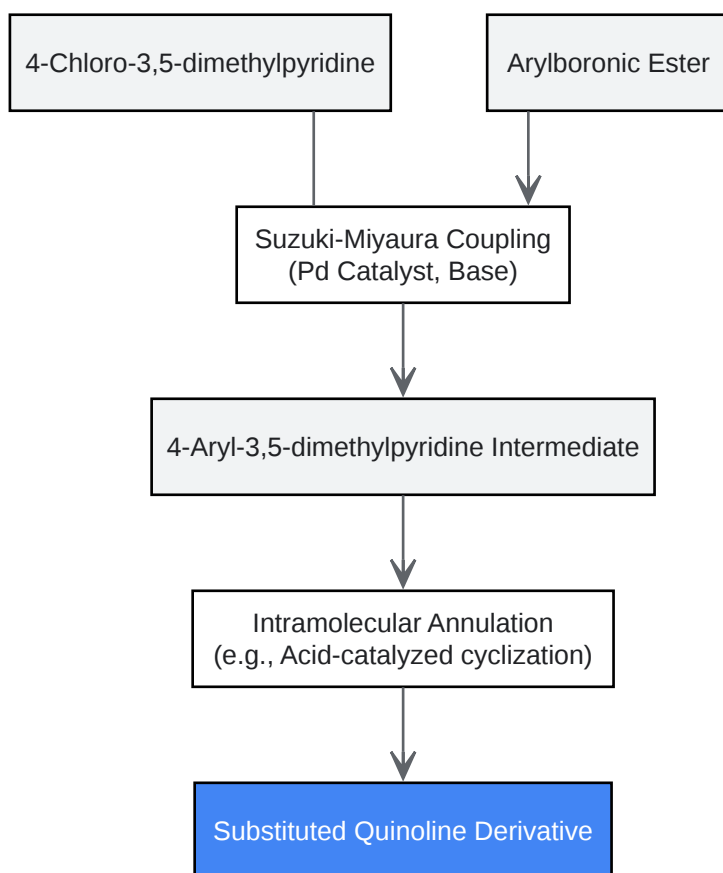 4-Chloro-3,5-dimethylpyridine
Arylboronic Ester
Suzuki-Miyaura Coupling
(Pd Catalyst, Base)
4-Aryl-3,5-dimethylpyridine Intermediate
Intramolecular Annulation
(e.g., Acid-catalyzed cyclization)
Substituted Quinoline Derivative